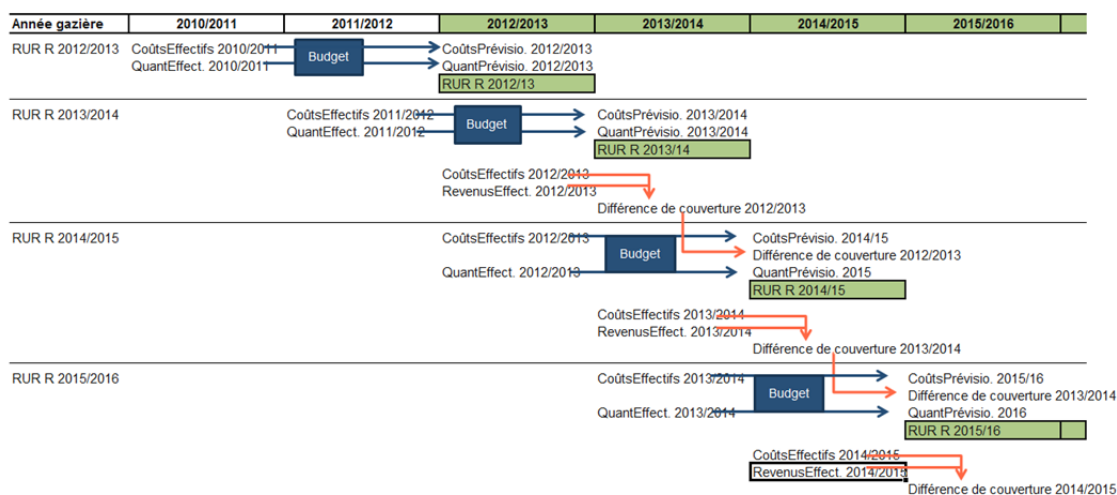 Année gazière 2010/2011 2011/2012 2012/2013 2013/2014 2014/2015 2015/2016
RUR R 2012/2013 CoûtsEffectifs 2010/2011 Budget CoûtsPrévisio. 2012/2013
QuantEffect. 2010/2011 QuantPrévisio. 2012/2013
RUR R 2012/13
RUR R 2013/2014 CoûtsEffectifs 2011/2012 Budget CoûtsPrévisio. 2013/2014
QuantEffect. 2011/2012 QuantPrévisio. 2013/2014
RUR R 2013/14
CoûtsEffectifs 2012/2013
RevenusEffect. 2012/2013
Différence de couverture 2012/2013
RUR R 2014/2015 CoûtsEffectifs 2012/2013 CoûtsPrévisio. 2014/15
Budget Différence de couverture 2012/2013
QuantEffect. 2012/2013 QuantPrévisio. 2015
RUR R 2014/15
CoûtsEffectifs 2013/2014
RevenusEffect. 2013/2014
Différence de couverture 2013/2014
RUR R 2015/2016 CoûtsEffectifs 2013/2014 CoûtsPrévisio. 2015/16
Budget Différence de couverture 2013/2014
QuantEffect. 2013/2014 QuantPrévisio. 2016
RUR R 2015/16
CoûtsEffectifs 2014/2015
RevenusEffect. 2014/2015
Différence de couverture 2014/2015